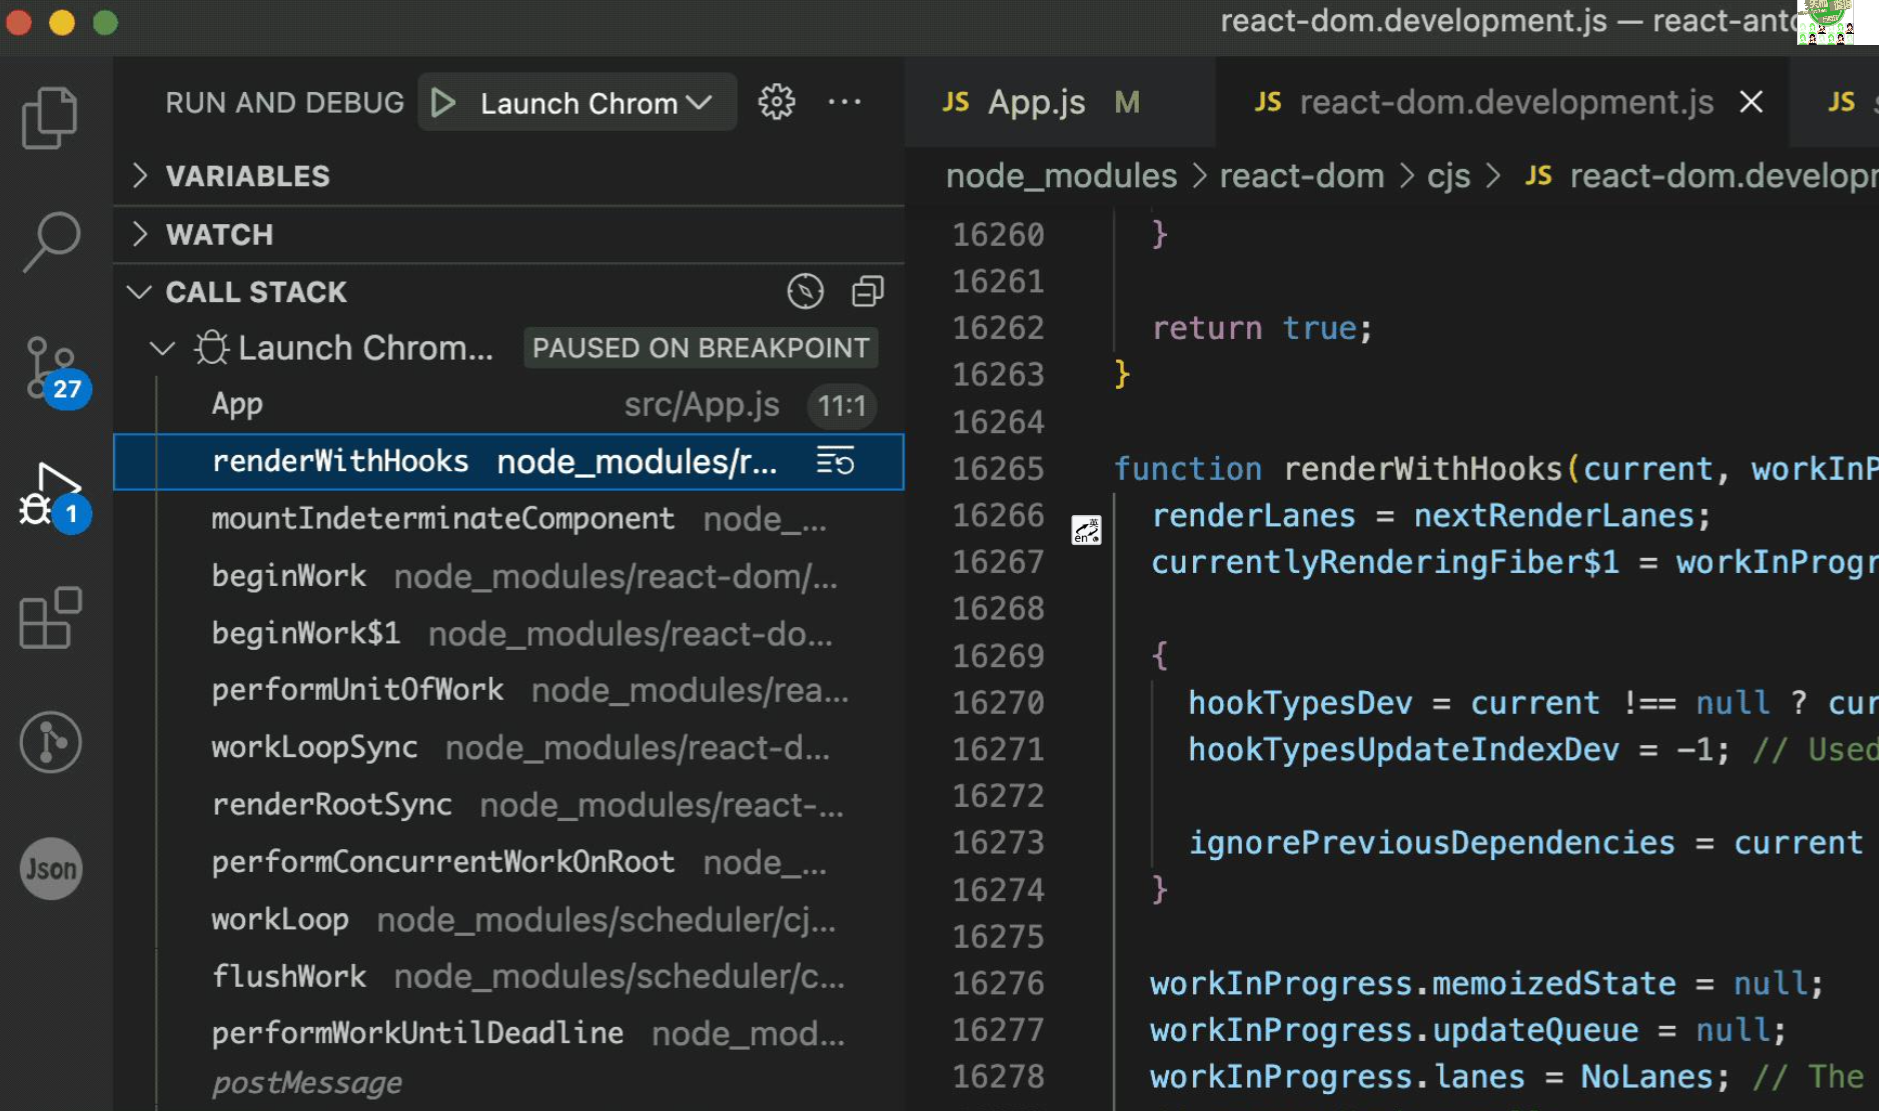 react-dom.development.js — react-anto
RUN AND DEBUG
Launch Chrom
JS App.js M
JS react-dom.development.js
JS
VARIABLES
node_modules > react-dom > cjs > JS react-dom.developm
WATCH
CALL STACK
Launch Chrom... PAUSED ON BREAKPOINT
App src/App.js 11:1
renderWithHooks node_modules/r...
mountIndeterminateComponent node_...
beginWork node_modules/react-dom/...
beginWork$1 node_modules/react-do...
performUnitOfWork node_modules/rea...
workLoopSync node_modules/react-d...
renderRootSync node_modules/react-...
performConcurrentWorkOnRoot node_...
workLoop node_modules/scheduler/cj...
flushWork node_modules/scheduler/c...
performWorkUntilDeadline node_mod...
postMessage
27
1
Json
16260 }
16261
16262 return true;
16263 }
16264
16265 function renderWithHooks(current, workInP
16266 renderLanes = nextRenderLanes;
16267 currentlyRenderingFiber$1 = workInProgr
16268
16269 {
16270 hookTypesDev = current !== null ? cur
16271 hookTypesUpdateIndexDev = -1; // Used
16272
16273 ignorePreviousDependencies = current
16274 }
16275
16276 workInProgress.memoizedState = null;
16277 workInProgress.updateQueue = null;
16278 workInProgress.lanes = NoLanes; // The
英
en